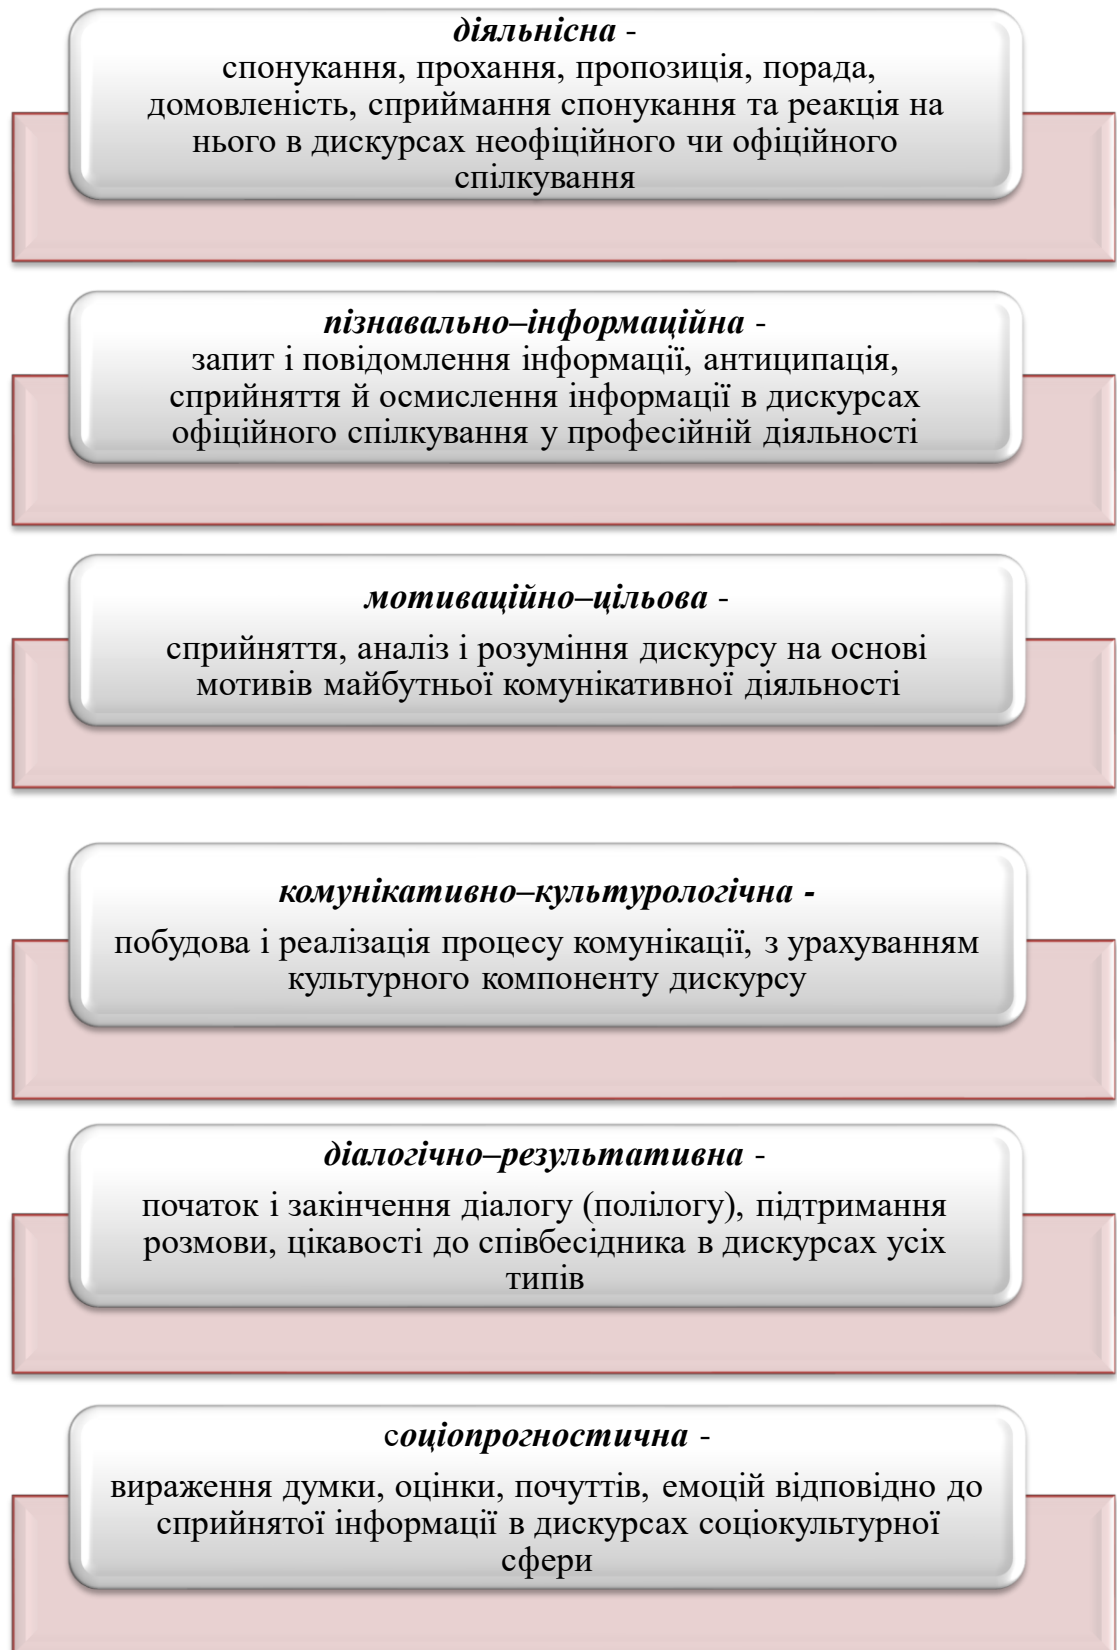 діяльнісна -
спонукання, прохання, пропозиція, порада,
домовленість, сприймання спонукання та реакція на
нього в дискурсах неофіційного чи офіційного
спілкування
пізнавально–інформаційна -
запит і повідомлення інформації, антиципація,
сприйняття й осмислення інформації в дискурсах
офіційного спілкування у професійній діяльності
мотиваційно–цільова -
сприйняття, аналіз і розуміння дискурсу на основі
мотивів майбутньої комунікативної діяльності
комунікативно–культурологічна -
побудова і реалізація процесу комунікації, з урахуванням
культурного компоненту дискурсу
діалогічно–результативна -
початок і закінчення діалогу (полілогу), підтримання
розмови, цікавості до співбесідника в дискурсах усіх
типів
соціопрогностична -
вираження думки, оцінки, почуттів, емоцій відповідно до
сприйнятої інформації в дискурсах соціокультурної
сфери